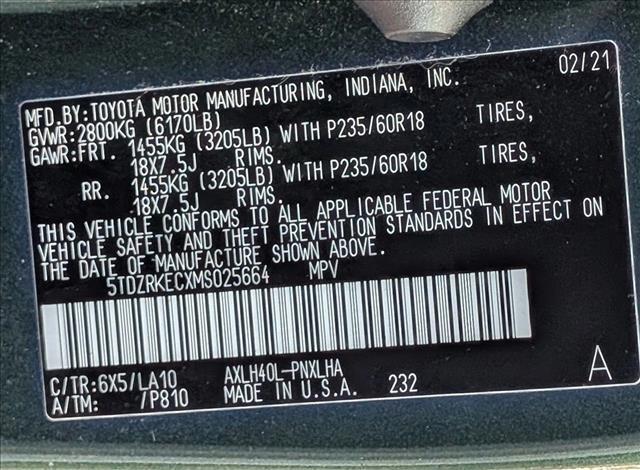 MFD.BY:TOYOTA MOTOR MANUFACTURING, INDIANA, INC. 02/21
GVWR:2800KG (6170LB)
GAWR:FRT. 1455KG (3205LB) WITH P235/60R18 TIRES,
18X7.5J RIMS.
RR. 1455KG (3205LB) WITH P235/60R18 TIRES,
18X7.5J RIMS.
THIS VEHICLE CONFORMS TO ALL APPLICABLE FEDERAL MOTOR
VEHICLE SAFETY AND THEFT PREVENTION STANDARDS IN EFFECT ON
THE DATE OF MANUFACTURE SHOWN ABOVE.
5TDZRKECXMS025664 MPV
C/TR:6X5/LA10 AXLH40L-PNXLHA
A/TM: /P810 MADE IN U.S.A. 232 A